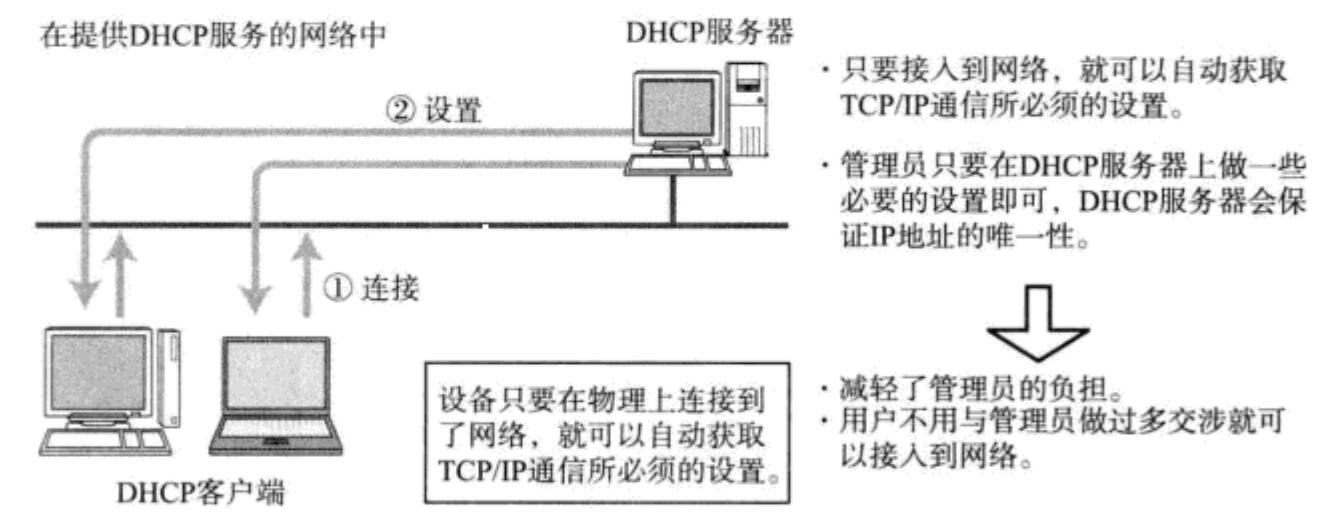 在提供DHCP服务的网络中
DHCP服务器
② 设置
① 连接
DHCP客户端
设备只要在物理上连接到
了网络，就可以自动获取
TCP/IP通信所必须的设置。
·只要接入到网络，就可以自动获取
TCP/IP通信所必须的设置。
·管理员只要在DHCP服务器上做一些
必要的设置即可，DHCP服务器会保
证IP地址的唯一性。
·减轻了管理员的负担。
·用户不用与管理员做过多交涉就可
以接入到网络。